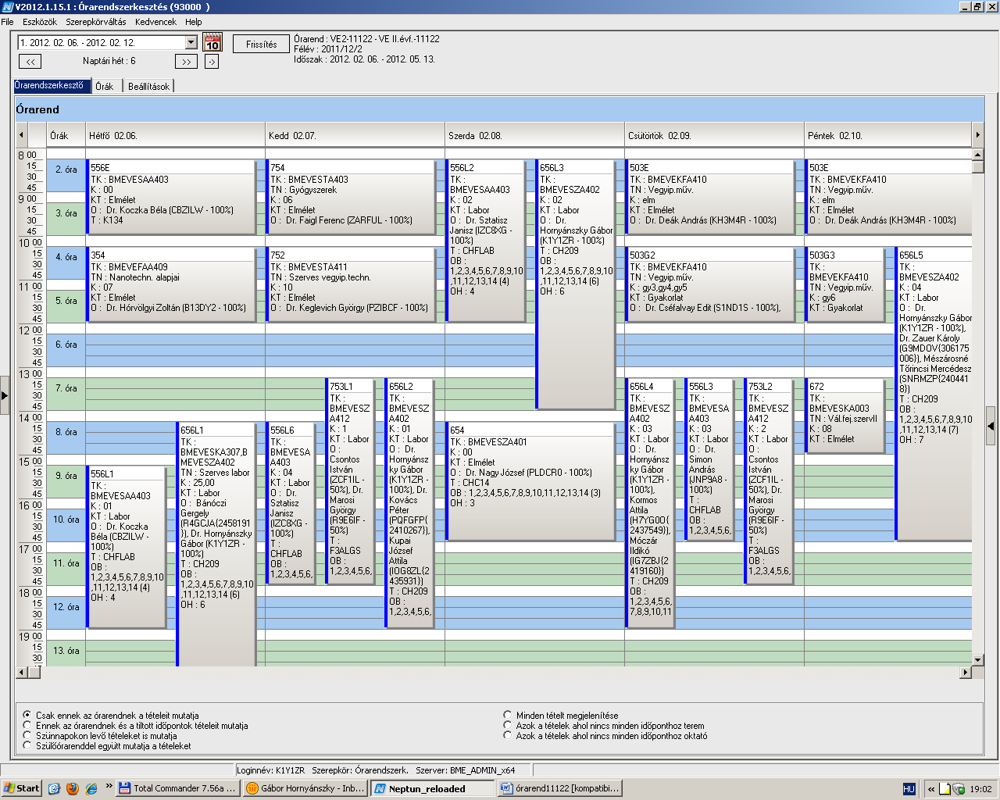 V2012.1.15.1 : Órarendszerkesztés (93000  )
File Eszközök Szerepkörváltás Kedvencek Help
1. 2012. 02. 06. - 2012. 02. 12.
10
Frissítés
Órarend : VE2-11122 - VE II.évf.-11122
Félév : 2011/12/2
Időszak : 2012. 02. 06. - 2012. 05. 13.
<< Naptári hét : 6 >> ->
Órarendszerkesztő Órák Beállítások
Órarend
Órák Hétfő 02.06. Kedd 02.07. Szerda 02.08. Csütörtök 02.09. Péntek 02.10.
8 00
15
30
45
9 00
15
30
45
10 00
15
30
45
11 00
15
30
45
12 00
15
30
45
13 00
15
30
45
14 00
15
30
45
15 00
15
30
45
16 00
15
30
45
17 00
15
30
45
18 00
15
30
45
19 00
15
30
2. óra
3. óra
4. óra
5. óra
6. óra
7. óra
8. óra
9. óra
10. óra
11. óra
12. óra
13. óra
556E
TK : BMEVESAA403
K : 00
KT : Elmélet
O : Dr. Koczka Béla (CBZILW - 100%)
T : K134
354
TK : BMEVEFAA409
TN : Nanotechn. alapjai
K : 07
KT : Elmélet
O : Dr. Hórvölgyi Zoltán (B13DY2 - 100%)
556L1
TK :
BMEVESAA403
K : 01
KT : Labor
O : Dr. Koczka
Béla (CBZILW -
100%)
T : CHFLAB
OB :
1,2,3,4,5,6,7,8,9,10
,11,12,13,14 (4)
OH : 4
656L1
TK :
BMEVESKA307,B
MEVESZA402
TN : Szerves labor
K : 25,00
KT : Labor
O : Bánóczi
Gergely
(R4GCJA{2458191
}), Dr. Hornyánszky
Gábor (K1Y1ZR -
100%)
T : CH209
OB :
1,2,3,4,5,6,7,8,9,10
,11,12,13,14 (6)
OH : 6
754
TK : BMEVESTA403
TN : Gyógyszerek
K : 06
KT : Elmélet
O : Dr. Faigl Ferenc (ZARFUL - 100%)
752
TK : BMEVESTA411
TN : Szerves vegyip.techn.
K : 10
KT : Elmélet
O : Dr. Keglevich György (PZIBCF - 100%)
556L6
TK :
BMEVESA
A403
K : 04
KT : Labor
O : Dr.
Sztatisz
Janisz
(IZC8XG -
100%)
T :
CHFLAB
OB :
1,2,3,4,5,6,
753L1
TK :
BMEVESZ
A412
K : 1
KT : Labor
O :
Csontos
István
(ZCF1IL -
50%), Dr.
Marosi
György
(R9E6IF -
50%)
T :
F3ALGS
OB :
1,2,3,4,5,6,
656L2
TK :
BMEVESZ
A402
K : 01
KT : Labor
O : Dr.
Hornyánsz
ky Gábor
(K1Y1ZR -
100%), Dr.
Kovács
Péter
(PQFGFP{
2410267}),
Kupai
József
Attila
(IOG8ZL{2
435931})
T : CH209
OB :
1,2,3,4,5,6,
556L2
TK :
BMEVESAA403
K : 02
KT : Labor
O : Dr. Sztatisz
Janisz (IZC8XG -
100%)
T : CHFLAB
OB :
1,2,3,4,5,6,7,8,9,10
,11,12,13,14 (4)
OH : 4
656L3
TK :
BMEVESZA402
K : 02
KT : Labor
O : Dr.
Hornyánszky Gábor
(K1Y1ZR - 100%)
T : CH209
OB :
1,2,3,4,5,6,7,8,9,10
,11,12,13,14 (6)
OH : 6
654
TK : BMEVESZA401
K : 00
KT : Elmélet
O : Dr. Nagy József (PLDCR0 - 100%)
T : CHC14
OB : 1,2,3,4,5,6,7,8,9,10,11,12,13,14 (3)
OH : 3
503E
TK : BMEVEKFA410
TN : Vegyip.műv.
K : elm
KT : Elmélet
O : Dr. Deák András (KH3M4R - 100%)
503G2
TK : BMEVEKFA410
TN : Vegyip.műv.
K : gy3,gy4,gy5
KT : Gyakorlat
O : Dr. Cséfalvay Edit (S1ND1S - 100%),
656L4
TK :
BMEVESZ
A402
K : 03
KT : Labor
O : Dr.
Hornyánsz
ky Gábor
(K1Y1ZR -
100%),
Kormos
Attila
(H7YG0O{
2437549}),
Móczár
Ildikó
(IG7ZBJ{2
419160})
T : CH209
OB :
1,2,3,4,5,6,
7,8,9,10,11
556L3
TK :
BMEVESA
A403
K : 03
KT : Labor
O : Dr.
Simon
András
(JNP9A8 -
100%)
T :
CHFLAB
OB :
1,2,3,4,5,6,
753L2
TK :
BMEVESZ
A412
K : 2
KT : Labor
O :
Csontos
István
(ZCF1IL -
50%), Dr.
Marosi
György
(R9E6IF -
50%)
T :
F3ALGS
OB :
1,2,3,4,5,6,
503E
TK : BMEVEKFA410
TN : Vegyip.műv.
K : elm
KT : Elmélet
O : Dr. Deák András (KH3M4R - 100%)
503G3
TK :
BMEVEKFA410
TN : Vegyip.műv.
K : gy6
KT : Gyakorlat
672
TK :
BMEVESKA003
TN : Vál.fej.szervII
K : 08
KT : Elmélet
656L5
TK :
BMEVESZA402
K : 04
KT : Labor
O : Dr.
Hornyánszky Gábor
(K1Y1ZR - 100%),
Dr. Zauer Károly
(G9MDOV{306175
006}), Mészárosné
Tőrincsi Mercédesz
(SNRMZP{240441
8})
T : CH209
OB :
1,2,3,4,5,6,7,8,9,10
,11,12,13,14 (7)
OH : 7
Csak ennek az órarendnek a tételeit mutatja
Ennek az órarendnek és a tiltott időpontok tételeit mutatja
Szünnapokon levő tételeket is mutatja
Szülőórarenddel együtt mutatja a tételeket
Minden tételt megjelenítése
Azok a tételek ahol nincs minden időponthoz terem
Azok a tételek ahol nincs minden időponthoz oktató
Loginnév: K1Y1ZR Szerepkör: Órarendszerk. Szerver: BME_ADMIN_x64
Start » Total Commander 7.56a ... Gábor Hornyánszky - Inb... Neptun_reloaded órarend11122 [kompatibi... HU « 19:02